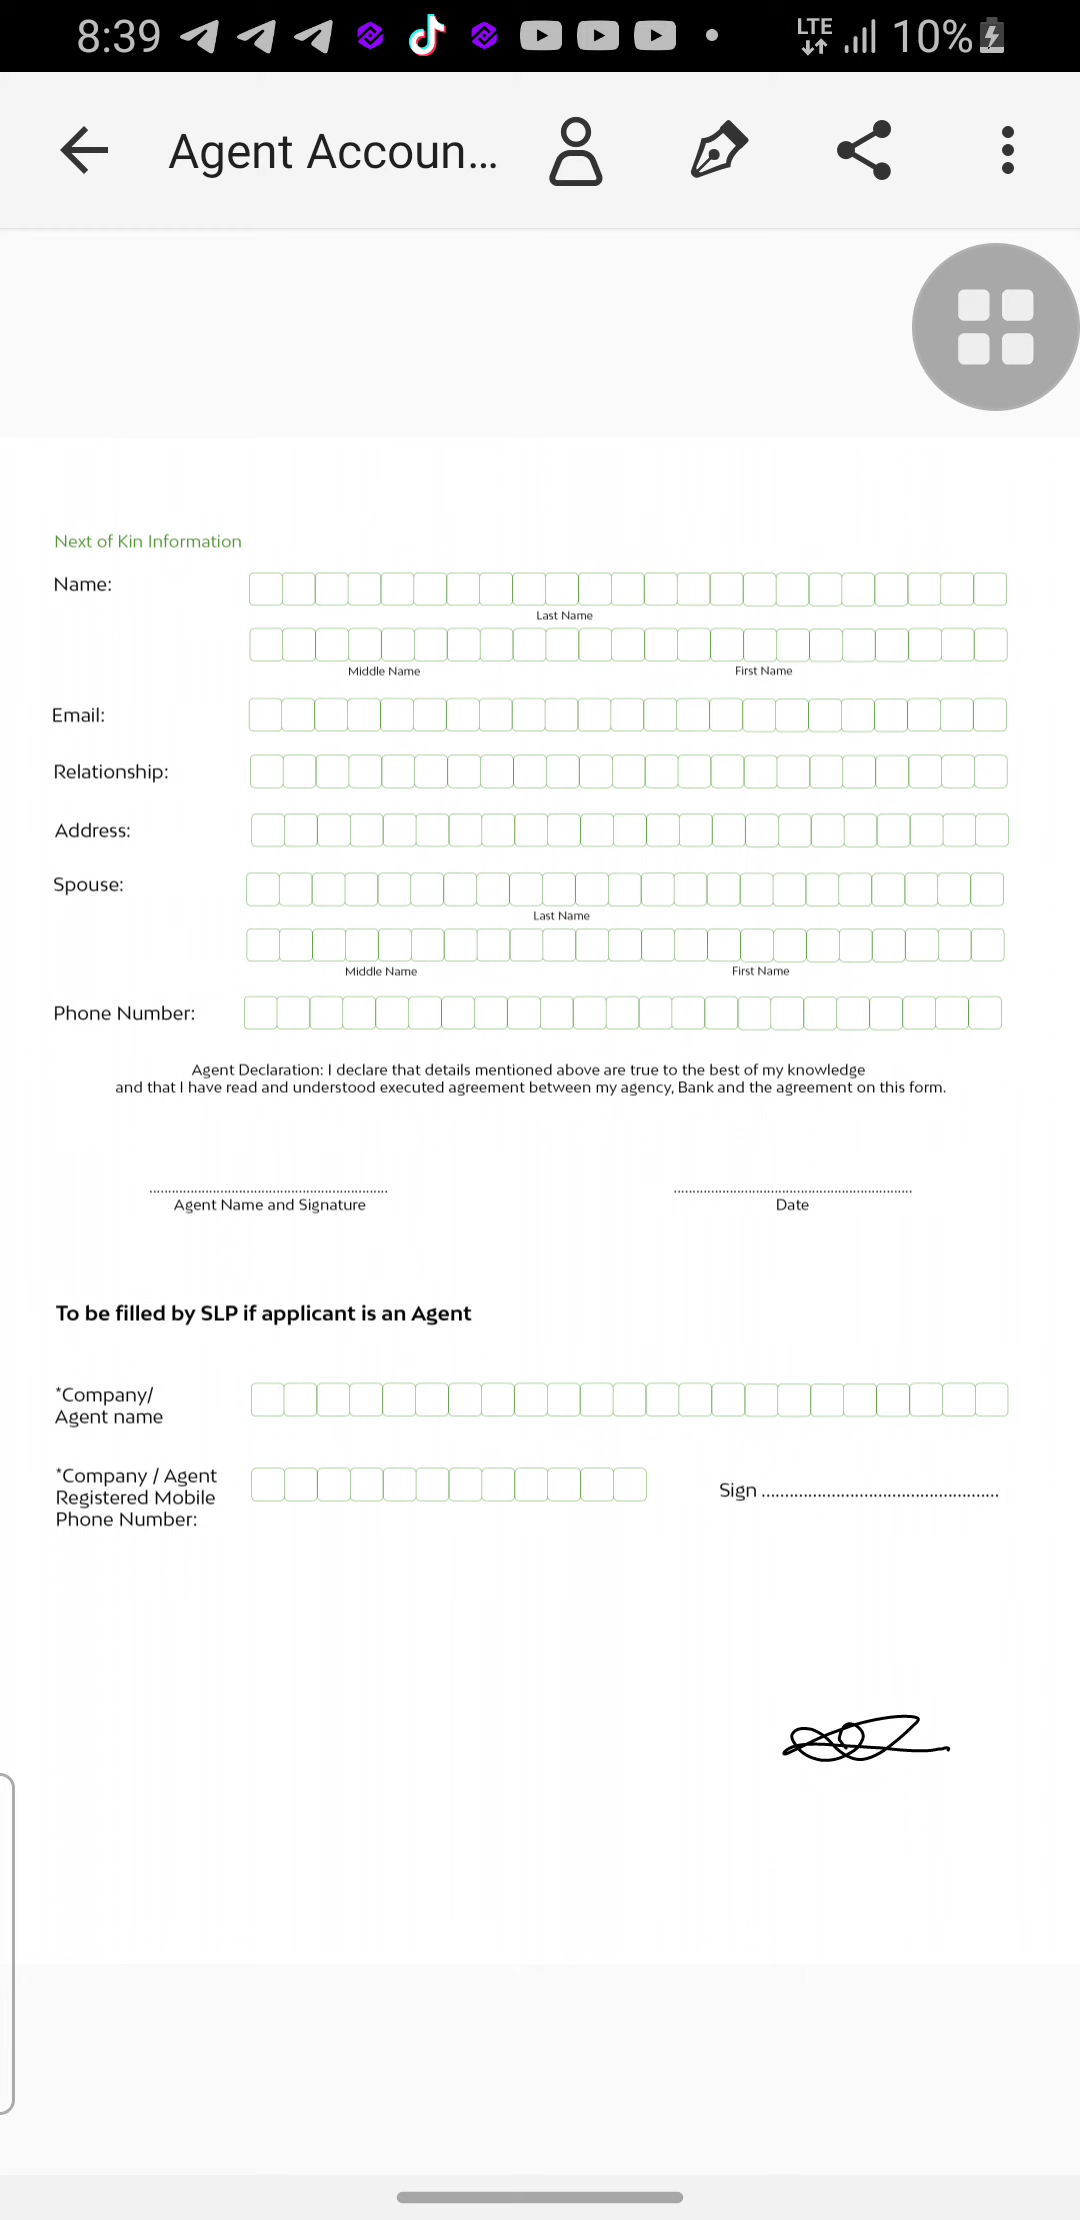 8:39
LTE
10%
Agent Accoun...
Next of Kin Information
Name:
Last Name
Middle Name First Name
Email:
Relationship:
Address:
Spouse:
Last Name
Middle Name First Name
Phone Number:
Agent Declaration: I declare that details mentioned above are true to the best of my knowledge
and that I have read and understood executed agreement between my agency, Bank and the agreement on this form.
Agent Name and Signature Date
To be filled by SLP if applicant is an Agent
*Company/
Agent name
*Company / Agent
Registered Mobile
Phone Number:
Sign